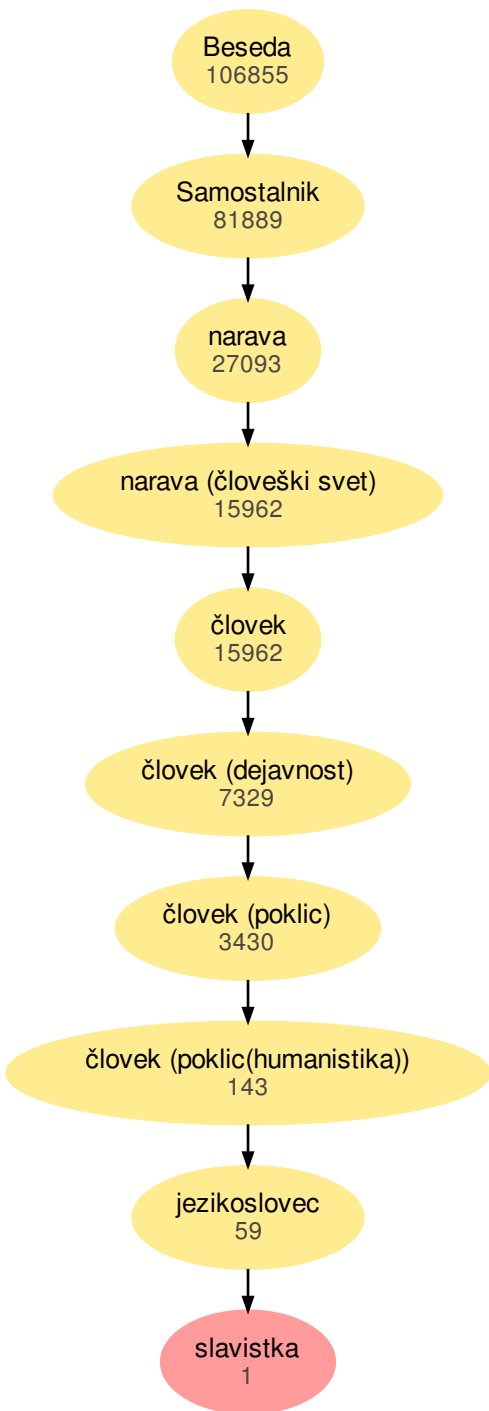 Beseda
106855
Samostalnik
81889
narava
27093
narava (človeški svet)
15962
človek
15962
človek (dejavnost)
7329
človek (poklic)
3430
človek (poklic(humanistika))
143
jezikoslovec
59
slavistka
1